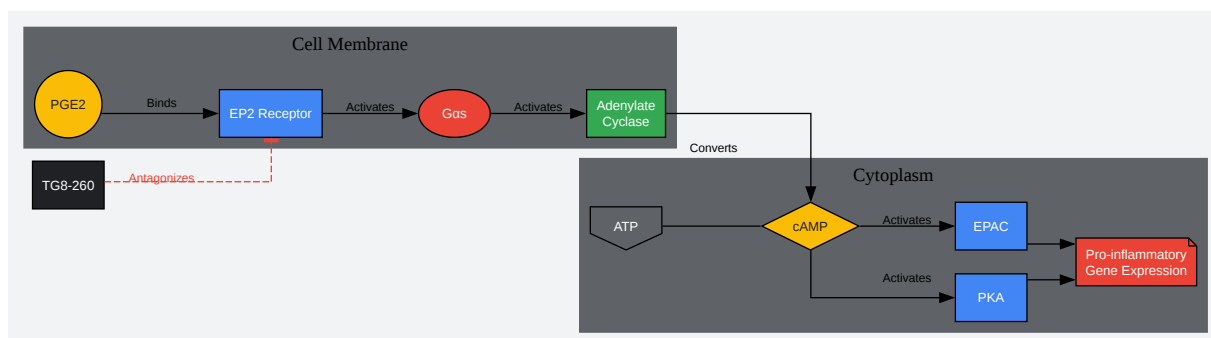 Cell Membrane
PGE2
Binds
EP2 Receptor
Activates
Gαs
Activates
Adenylate
Cyclase
Converts
TG8-260
Antagonizes
Cytoplasm
ATP
cAMP
Activates
EPAC
Activates
PKA
Pro-inflammatory
Gene Expression